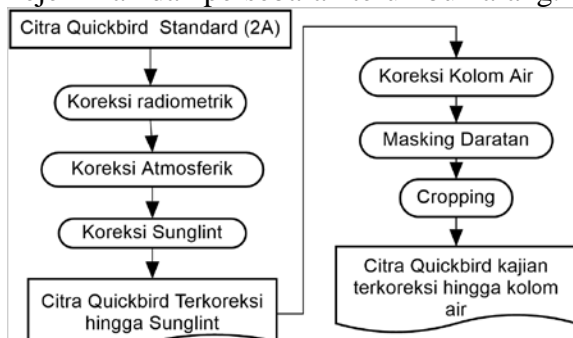 Citra Quickbird Standard (2A)
Koreksi radiometrik
Koreksi Atmosferik
Koreksi Sunglint
Citra Quickbird Terkoreksi
hingga Sunglint
Koreksi Kolom Air
Masking Daratan
Cropping
Citra Quickbird kajian
terkoreksi hingga kolom
air